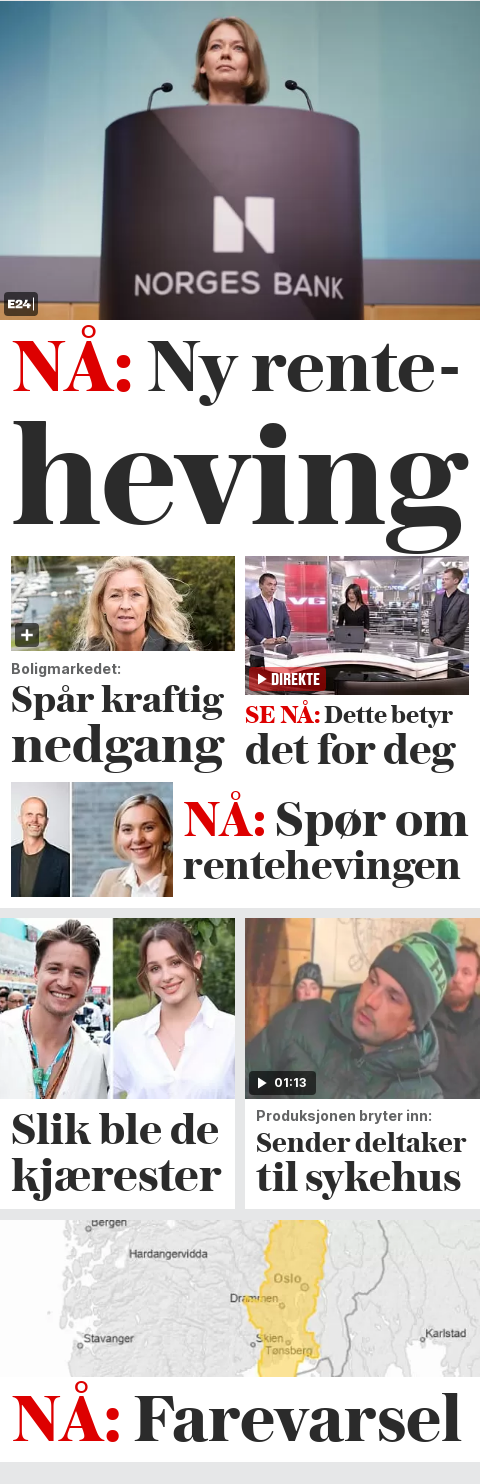 NORGES BANK
E24
NÅ: Ny rente-
heving
Boligmarkedet:
Spår kraftig
nedgang
VG
DIREKTE
SE NÅ: Dette betyr
det for deg
NÅ: Spør om
rentehevingen
Slik ble de
kjærester
01:13
Produksjonen bryter inn:
Sender deltaker
til sykehus
Bergen
Hardangervidda
Oslo
Drammen
Stavanger
Skien
Tønsberg
Karlstad
NÅ: Farevarsel